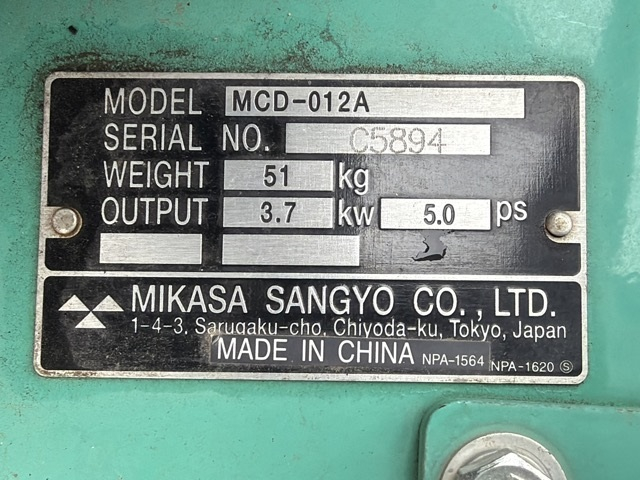 MODEL MCD-012A
SERIAL NO. C5894
WEIGHT 51 kg
OUTPUT 3.7 kw 5.0 ps
MIKASA SANGYO CO., LTD.
1-4-3, Sarugaku-cho, Chiyoda-ku, Tokyo, Japan
MADE IN CHINA NPA-1564 NPA-1620 Ⓢ